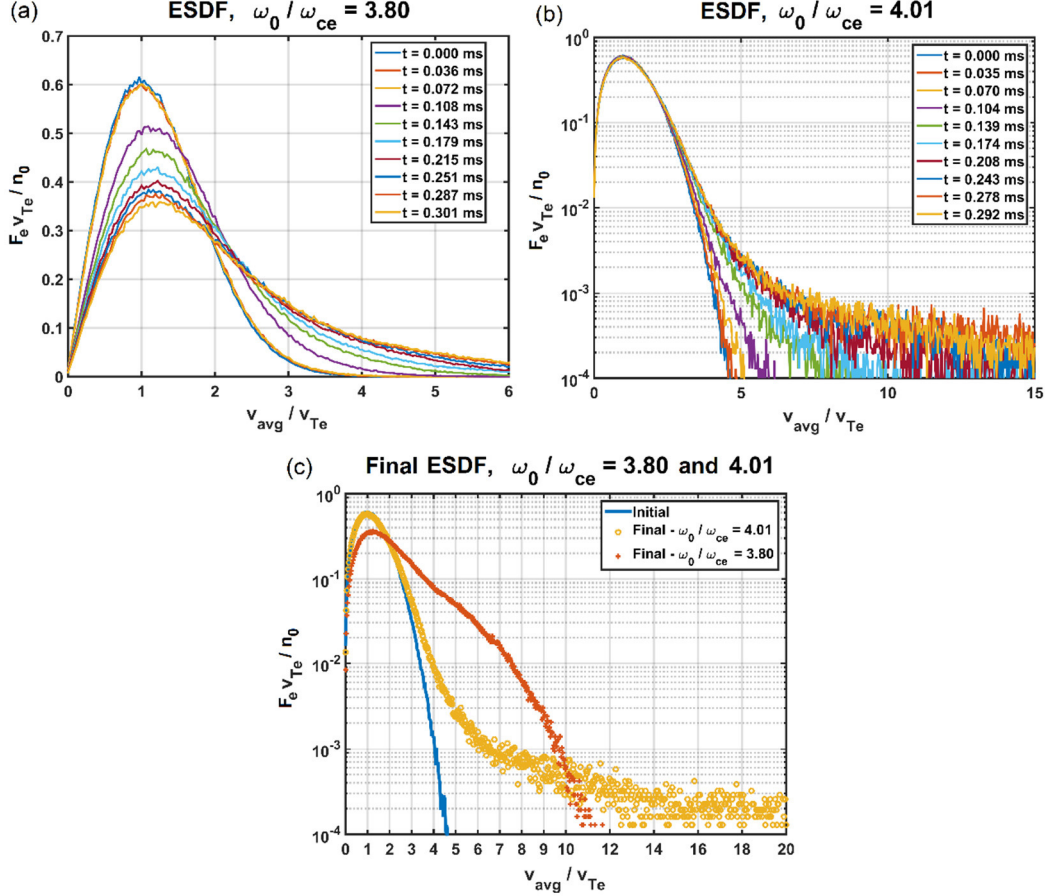 (a) ESDF, ω0 / ωce = 3.80
0.7
0.6
0.5
0.4
0.3
0.2
0.1
0
Fe vTe / n0
t = 0.000 ms
t = 0.036 ms
t = 0.072 ms
t = 0.108 ms
t = 0.143 ms
t = 0.179 ms
t = 0.215 ms
t = 0.251 ms
t = 0.287 ms
t = 0.301 ms
0 1 2 3 4 5 6
vavg / vTe
(b) ESDF, ω0 / ωce = 4.01
10^0
10^-1
10^-2
10^-3
10^-4
Fe vTe / n0
t = 0.000 ms
t = 0.035 ms
t = 0.070 ms
t = 0.104 ms
t = 0.139 ms
t = 0.174 ms
t = 0.208 ms
t = 0.243 ms
t = 0.278 ms
t = 0.292 ms
0 5 10 15
vavg / vTe
(c) Final ESDF, ω0 / ωce = 3.80 and 4.01
10^0
10^-1
10^-2
10^-3
10^-4
Fe vTe / n0
Initial
Final - ω0 / ωce = 4.01
Final - ω0 / ωce = 3.80
0 1 2 3 4 5 6 7 8 9 10 12 14 16 18 20
vavg / vTe